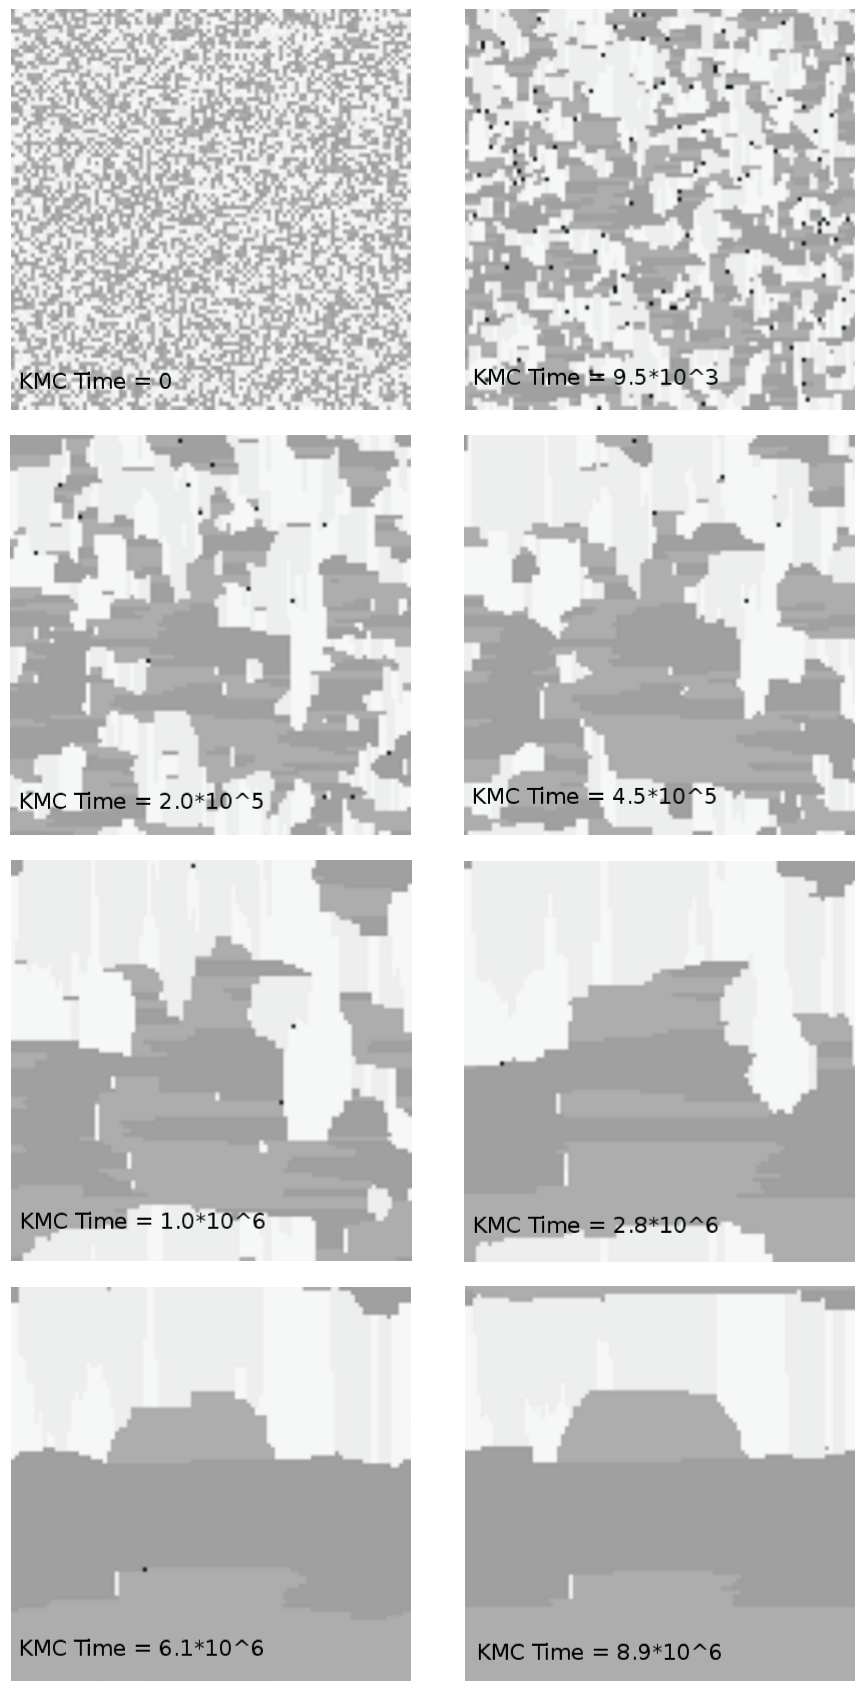 KMC Time = 0
KMC Time = 9.5*10^3
KMC Time = 2.0*10^5
KMC Time = 4.5*10^5
KMC Time = 1.0*10^6
KMC Time = 2.8*10^6
KMC Time = 6.1*10^6
KMC Time = 8.9*10^6